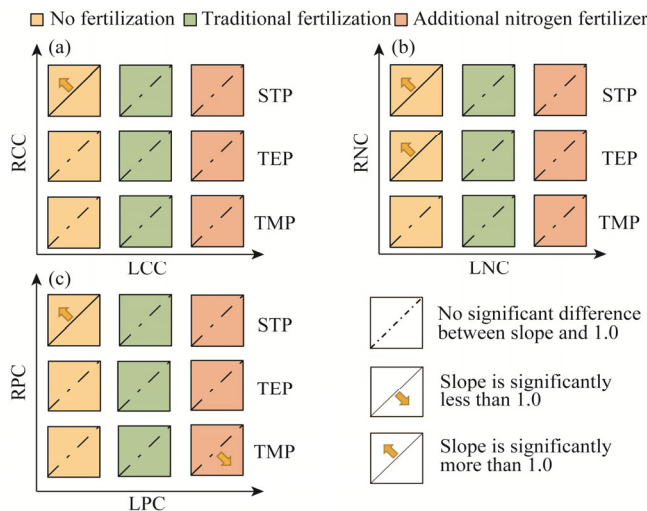 No fertilization Traditional fertilization Additional nitrogen fertilizer
(a)
RCC
STP
TEP
TMP
LCC
(b)
RNC
STP
TEP
TMP
LNC
(c)
RPC
STP
TEP
TMP
LPC
No significant difference
between slope and 1.0
Slope is significantly
less than 1.0
Slope is significantly
more than 1.0